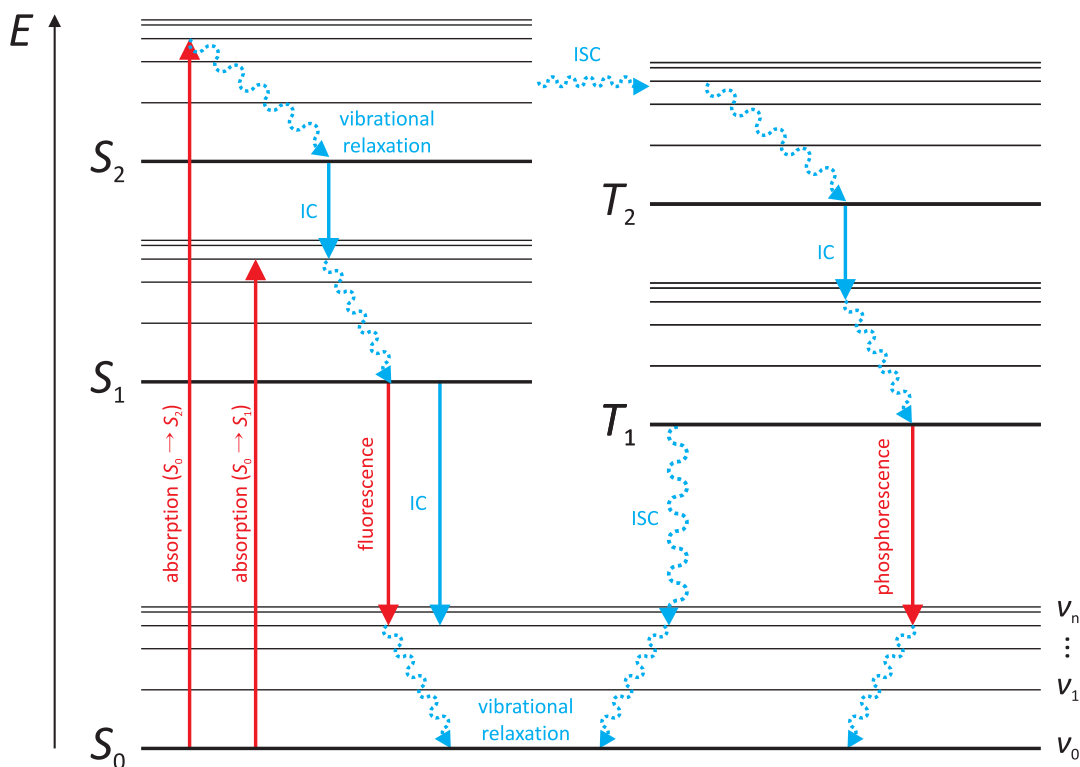 E
ISC
vibrational
relaxation
S₂
T₂
IC
IC
S₁
T₁
absorption (S₀ → S₂)
absorption (S₀ → S₁)
fluorescence
IC
ISC
phosphorescence
νₙ
⋮
ν₁
vibrational
relaxation
S₀
ν₀